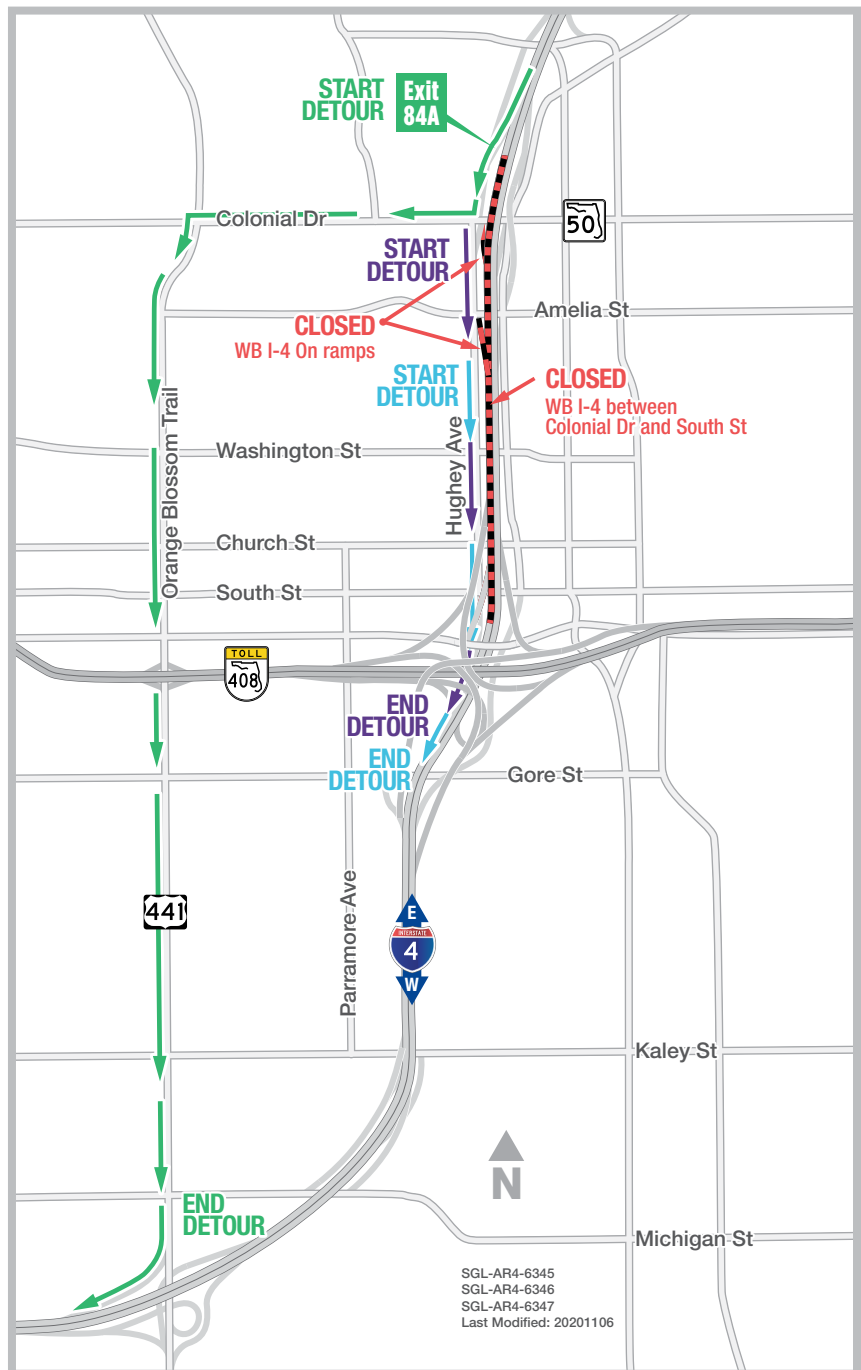 START
DETOUR
Exit
84A
Colonial Dr
50
START
DETOUR
Amelia St
CLOSED
WB I-4 On ramps
START
DETOUR
CLOSED
WB I-4 between
Colonial Dr and South St
Orange Blossom Trail
Hughey Ave
Washington St
Church St
South St
TOLL
408
END
DETOUR
END
DETOUR
Gore St
441
Parramore Ave
E
INTERSTATE
4
W
Kaley St
N
END
DETOUR
Michigan St
SGL-AR4-6345
SGL-AR4-6346
SGL-AR4-6347
Last Modified: 20201106